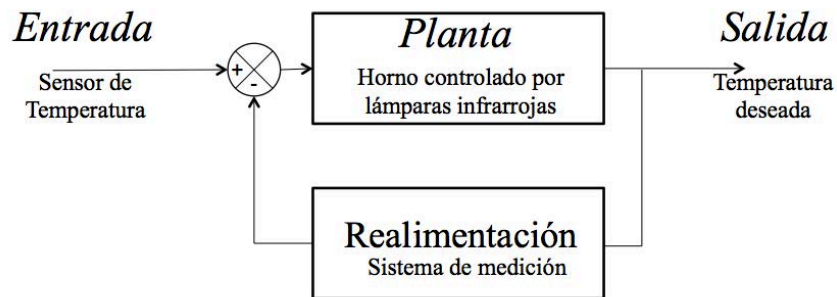 Entrada
Sensor de
Temperatura
+
-
Planta
Horno controlado por
lámparas infrarrojas
Salida
Temperatura
deseada
Realimentación
Sistema de medición